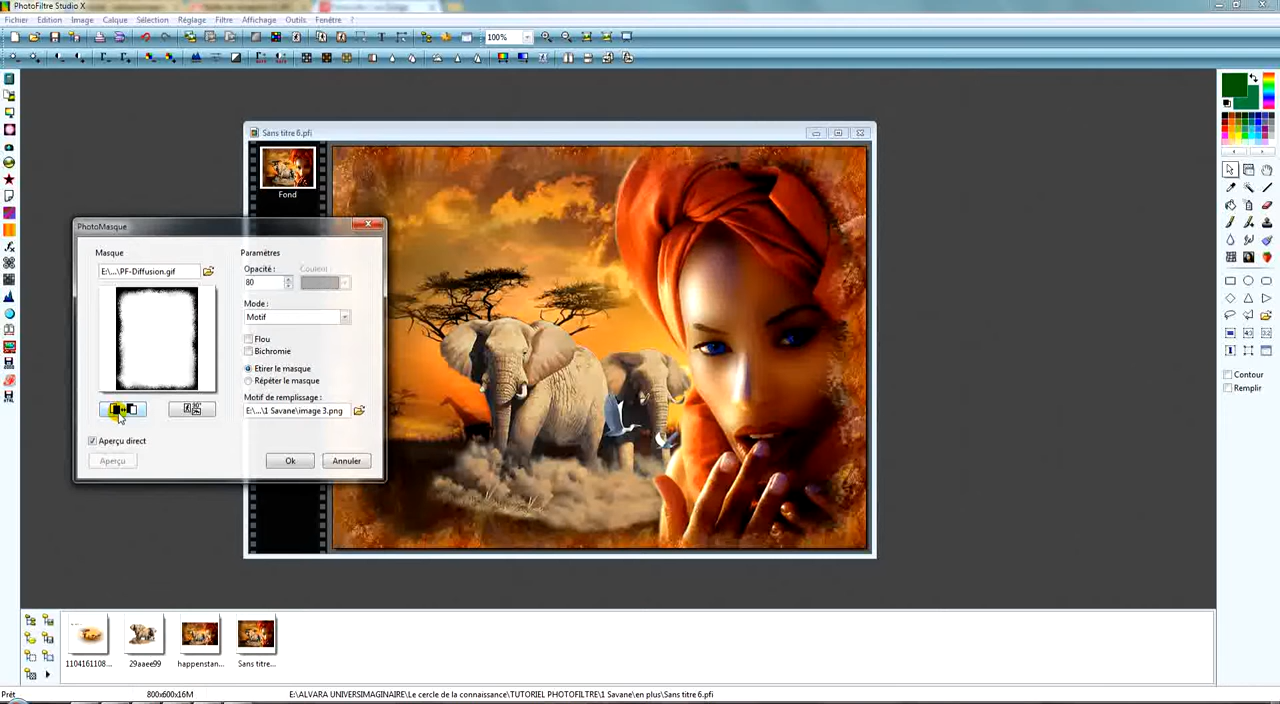 PhotoFiltre Studio X
Fichier Edition Image Calque Sélection Réglage Filtre Affichage Outils Fenêtre ?
100%
Sans titre 6.pfi
Fond
PhotoMasque
Masque
E:\...\PF-Diffusion.gif
Paramètres
Opacité : Couleur :
80
Mode :
Motif
Flou
Bichromie
Etirer le masque
Répéter le masque
Motif de remplissage :
E:\...\1 Savane\image 3.png
Aperçu direct
Aperçu
Ok
Annuler
Contour
Remplir
1104161108... 29aaee99 happenstan... Sans titre...
Prêt 800x600x16M E:\ALVARA UNIVERSIMAGINAIRE\Le cercle de la connaissance\TUTORIEL PHOTOFILTRE\1 Savane\en plus\Sans titre 6.pfi